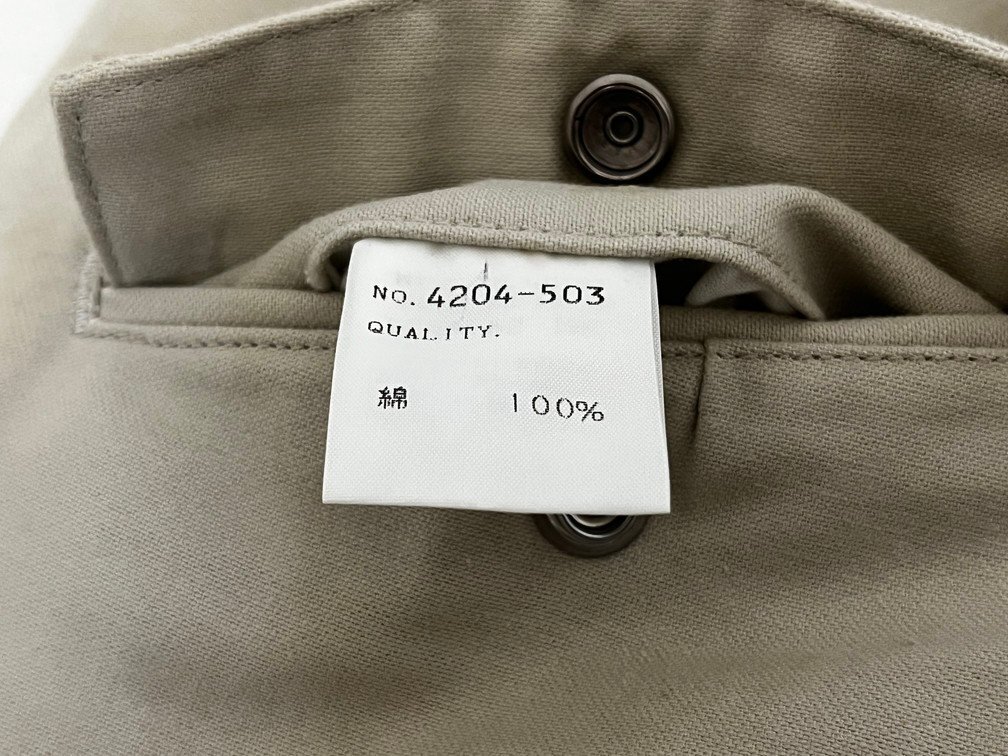 NO. 4204-503
QUALITY.
綿 100%